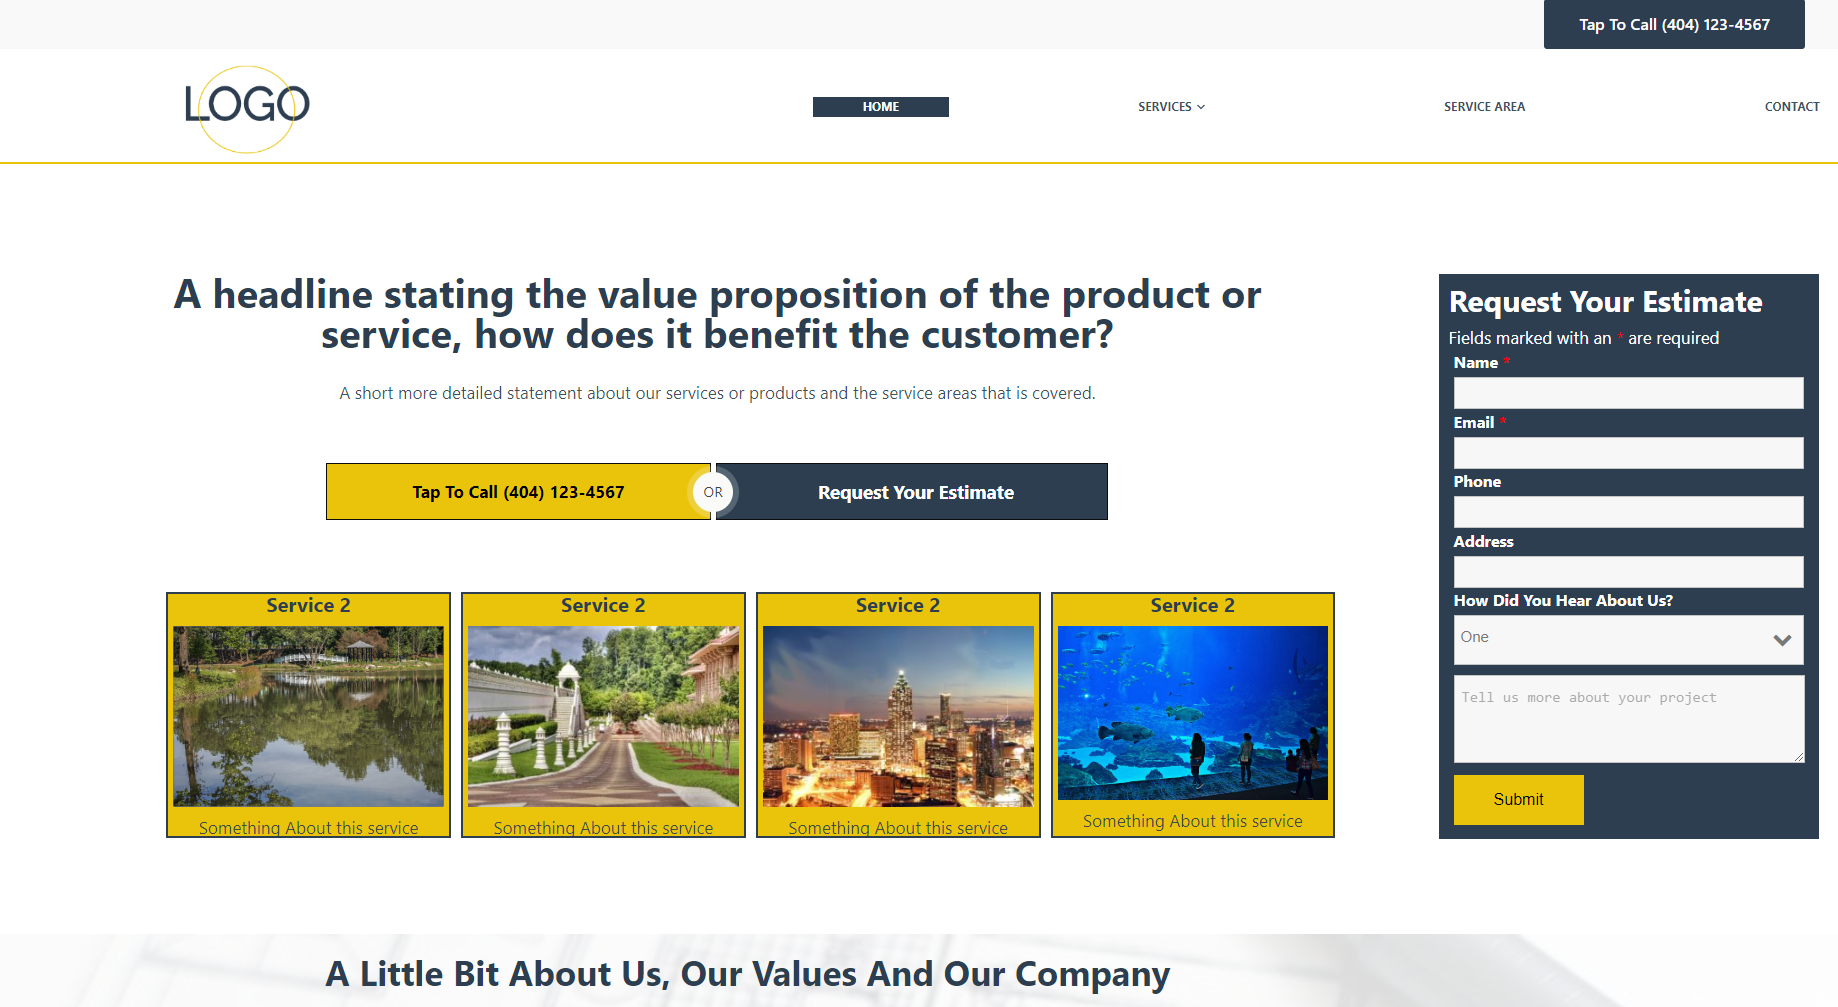 Tap To Call (404) 123-4567
LOGO
HOME
SERVICES
SERVICE AREA
CONTACT
A headline stating the value proposition of the product or
service, how does it benefit the customer?
A short more detailed statement about our services or products and the service areas that is covered.
Tap To Call (404) 123-4567
OR
Request Your Estimate
Service 2
Something About this service
Service 2
Something About this service
Service 2
Something About this service
Service 2
Something About this service
Request Your Estimate
Fields marked with an * are required
Name *
Email *
Phone
Address
How Did You Hear About Us?
One
Tell us more about your project
Submit
A Little Bit About Us, Our Values And Our Company